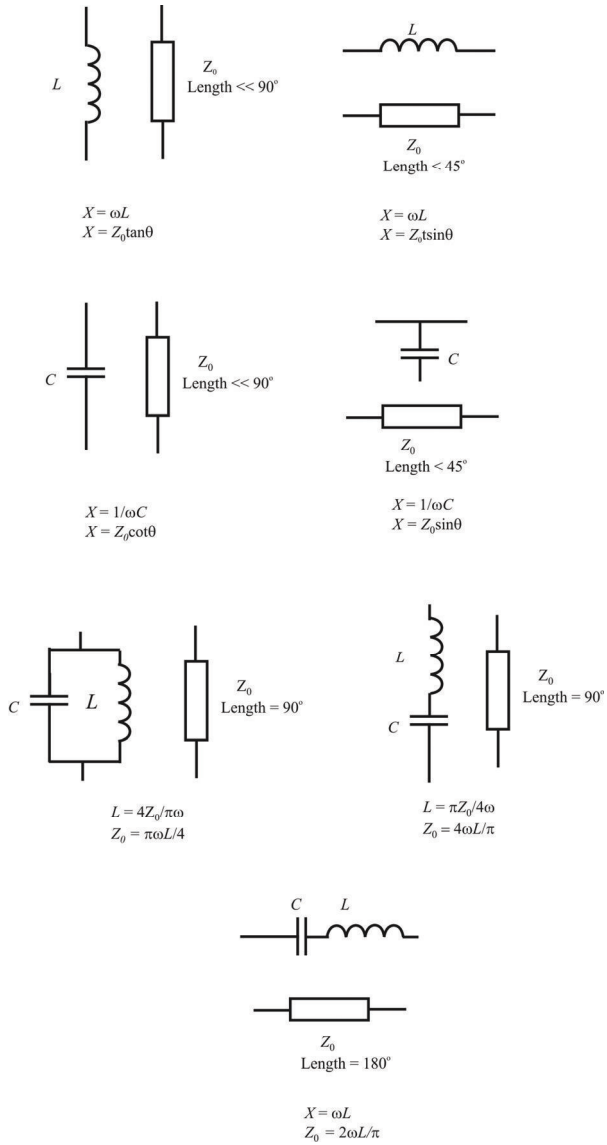 L
Z₀
Length << 90°
X = ωL
X = Z₀tanθ
L
Z₀
Length < 45°
X = ωL
X = Z₀tsinθ
C
Z₀
Length << 90°
X = 1/ωC
X = Z₀cotθ
C
Z₀
Length < 45°
X = 1/ωC
X = Z₀sinθ
C
L
Z₀
Length = 90°
L = 4Z₀/πω
Z₀ = πωL/4
L
C
Z₀
Length = 90°
L = πZ₀/4ω
Z₀ = 4ωL/π
C L
Z₀
Length = 180°
X = ωL
Z₀ = 2ωL/π